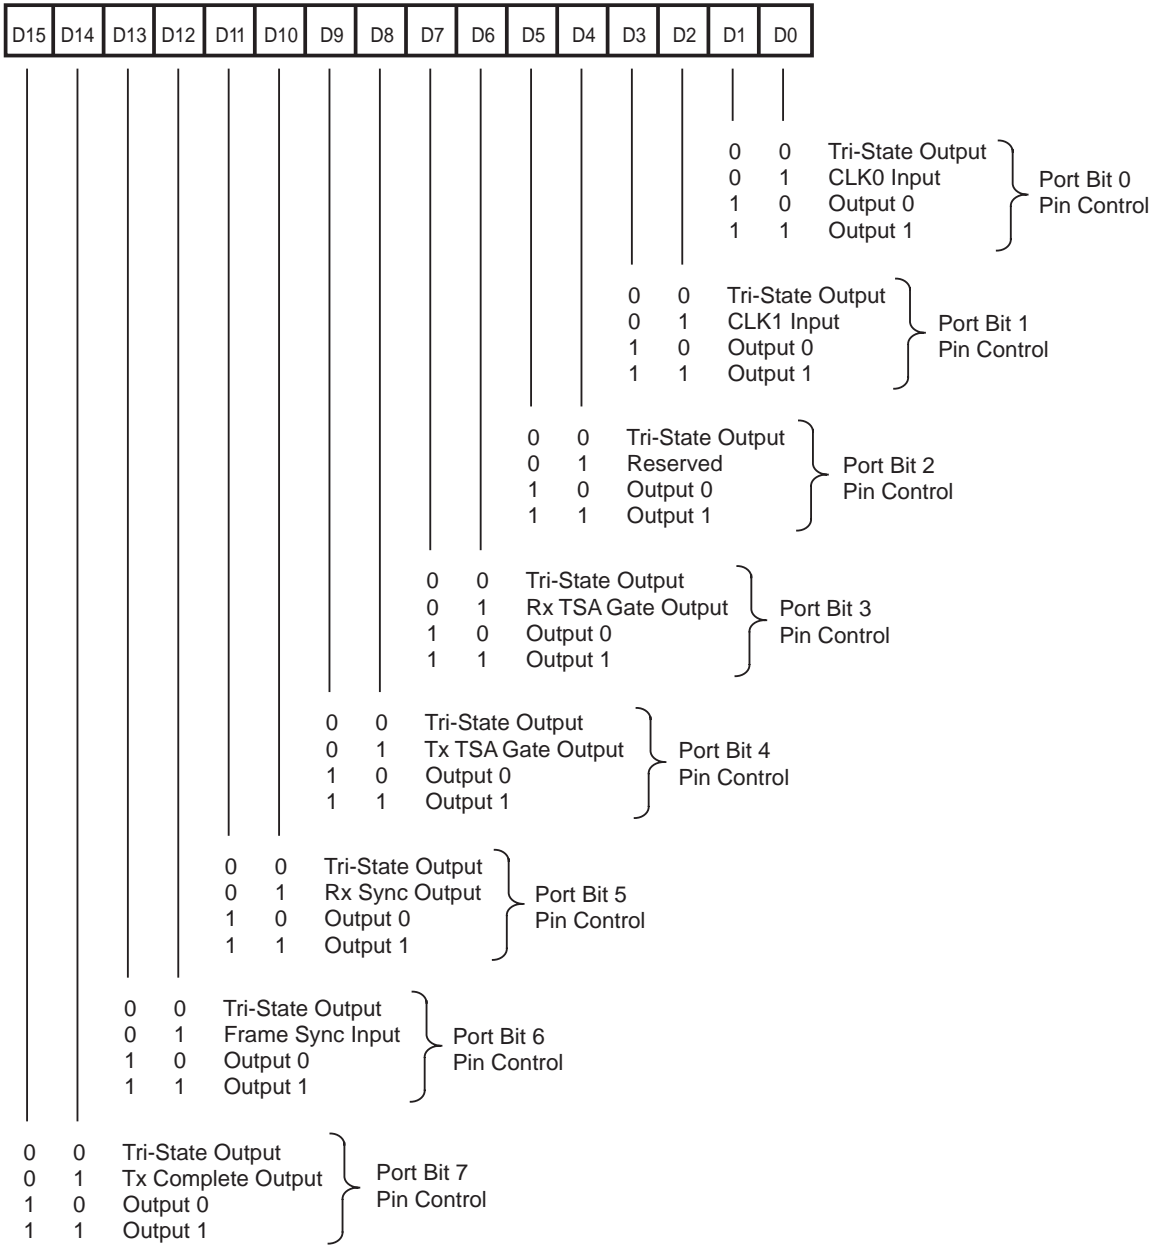 D15 D14 D13 D12 D11 D10 D9 D8 D7 D6 D5 D4 D3 D2 D1 D0
0 0 Tri-State Output
0 1 CLK0 Input
1 0 Output 0
1 1 Output 1
Port Bit 0
Pin Control
0 0 Tri-State Output
0 1 CLK1 Input
1 0 Output 0
1 1 Output 1
Port Bit 1
Pin Control
0 0 Tri-State Output
0 1 Reserved
1 0 Output 0
1 1 Output 1
Port Bit 2
Pin Control
0 0 Tri-State Output
0 1 Rx TSA Gate Output
1 0 Output 0
1 1 Output 1
Port Bit 3
Pin Control
0 0 Tri-State Output
0 1 Tx TSA Gate Output
1 0 Output 0
1 1 Output 1
Port Bit 4
Pin Control
0 0 Tri-State Output
0 1 Rx Sync Output
1 0 Output 0
1 1 Output 1
Port Bit 5
Pin Control
0 0 Tri-State Output
0 1 Frame Sync Input
1 0 Output 0
1 1 Output 1
Port Bit 6
Pin Control
0 0 Tri-State Output
0 1 Tx Complete Output
1 0 Output 0
1 1 Output 1
Port Bit 7
Pin Control